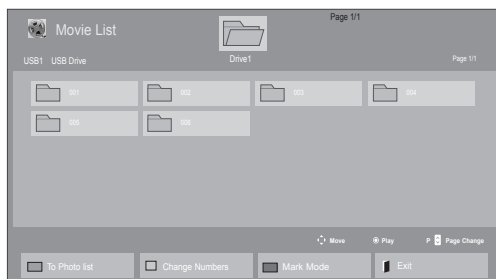 Page 1/1
Movie List
USB1 USB Drive
Drive1
Page 1/1
001 002 003 004
005 006
Move Play P Page Change
To Photo list Change Numbers Mark Mode Exit